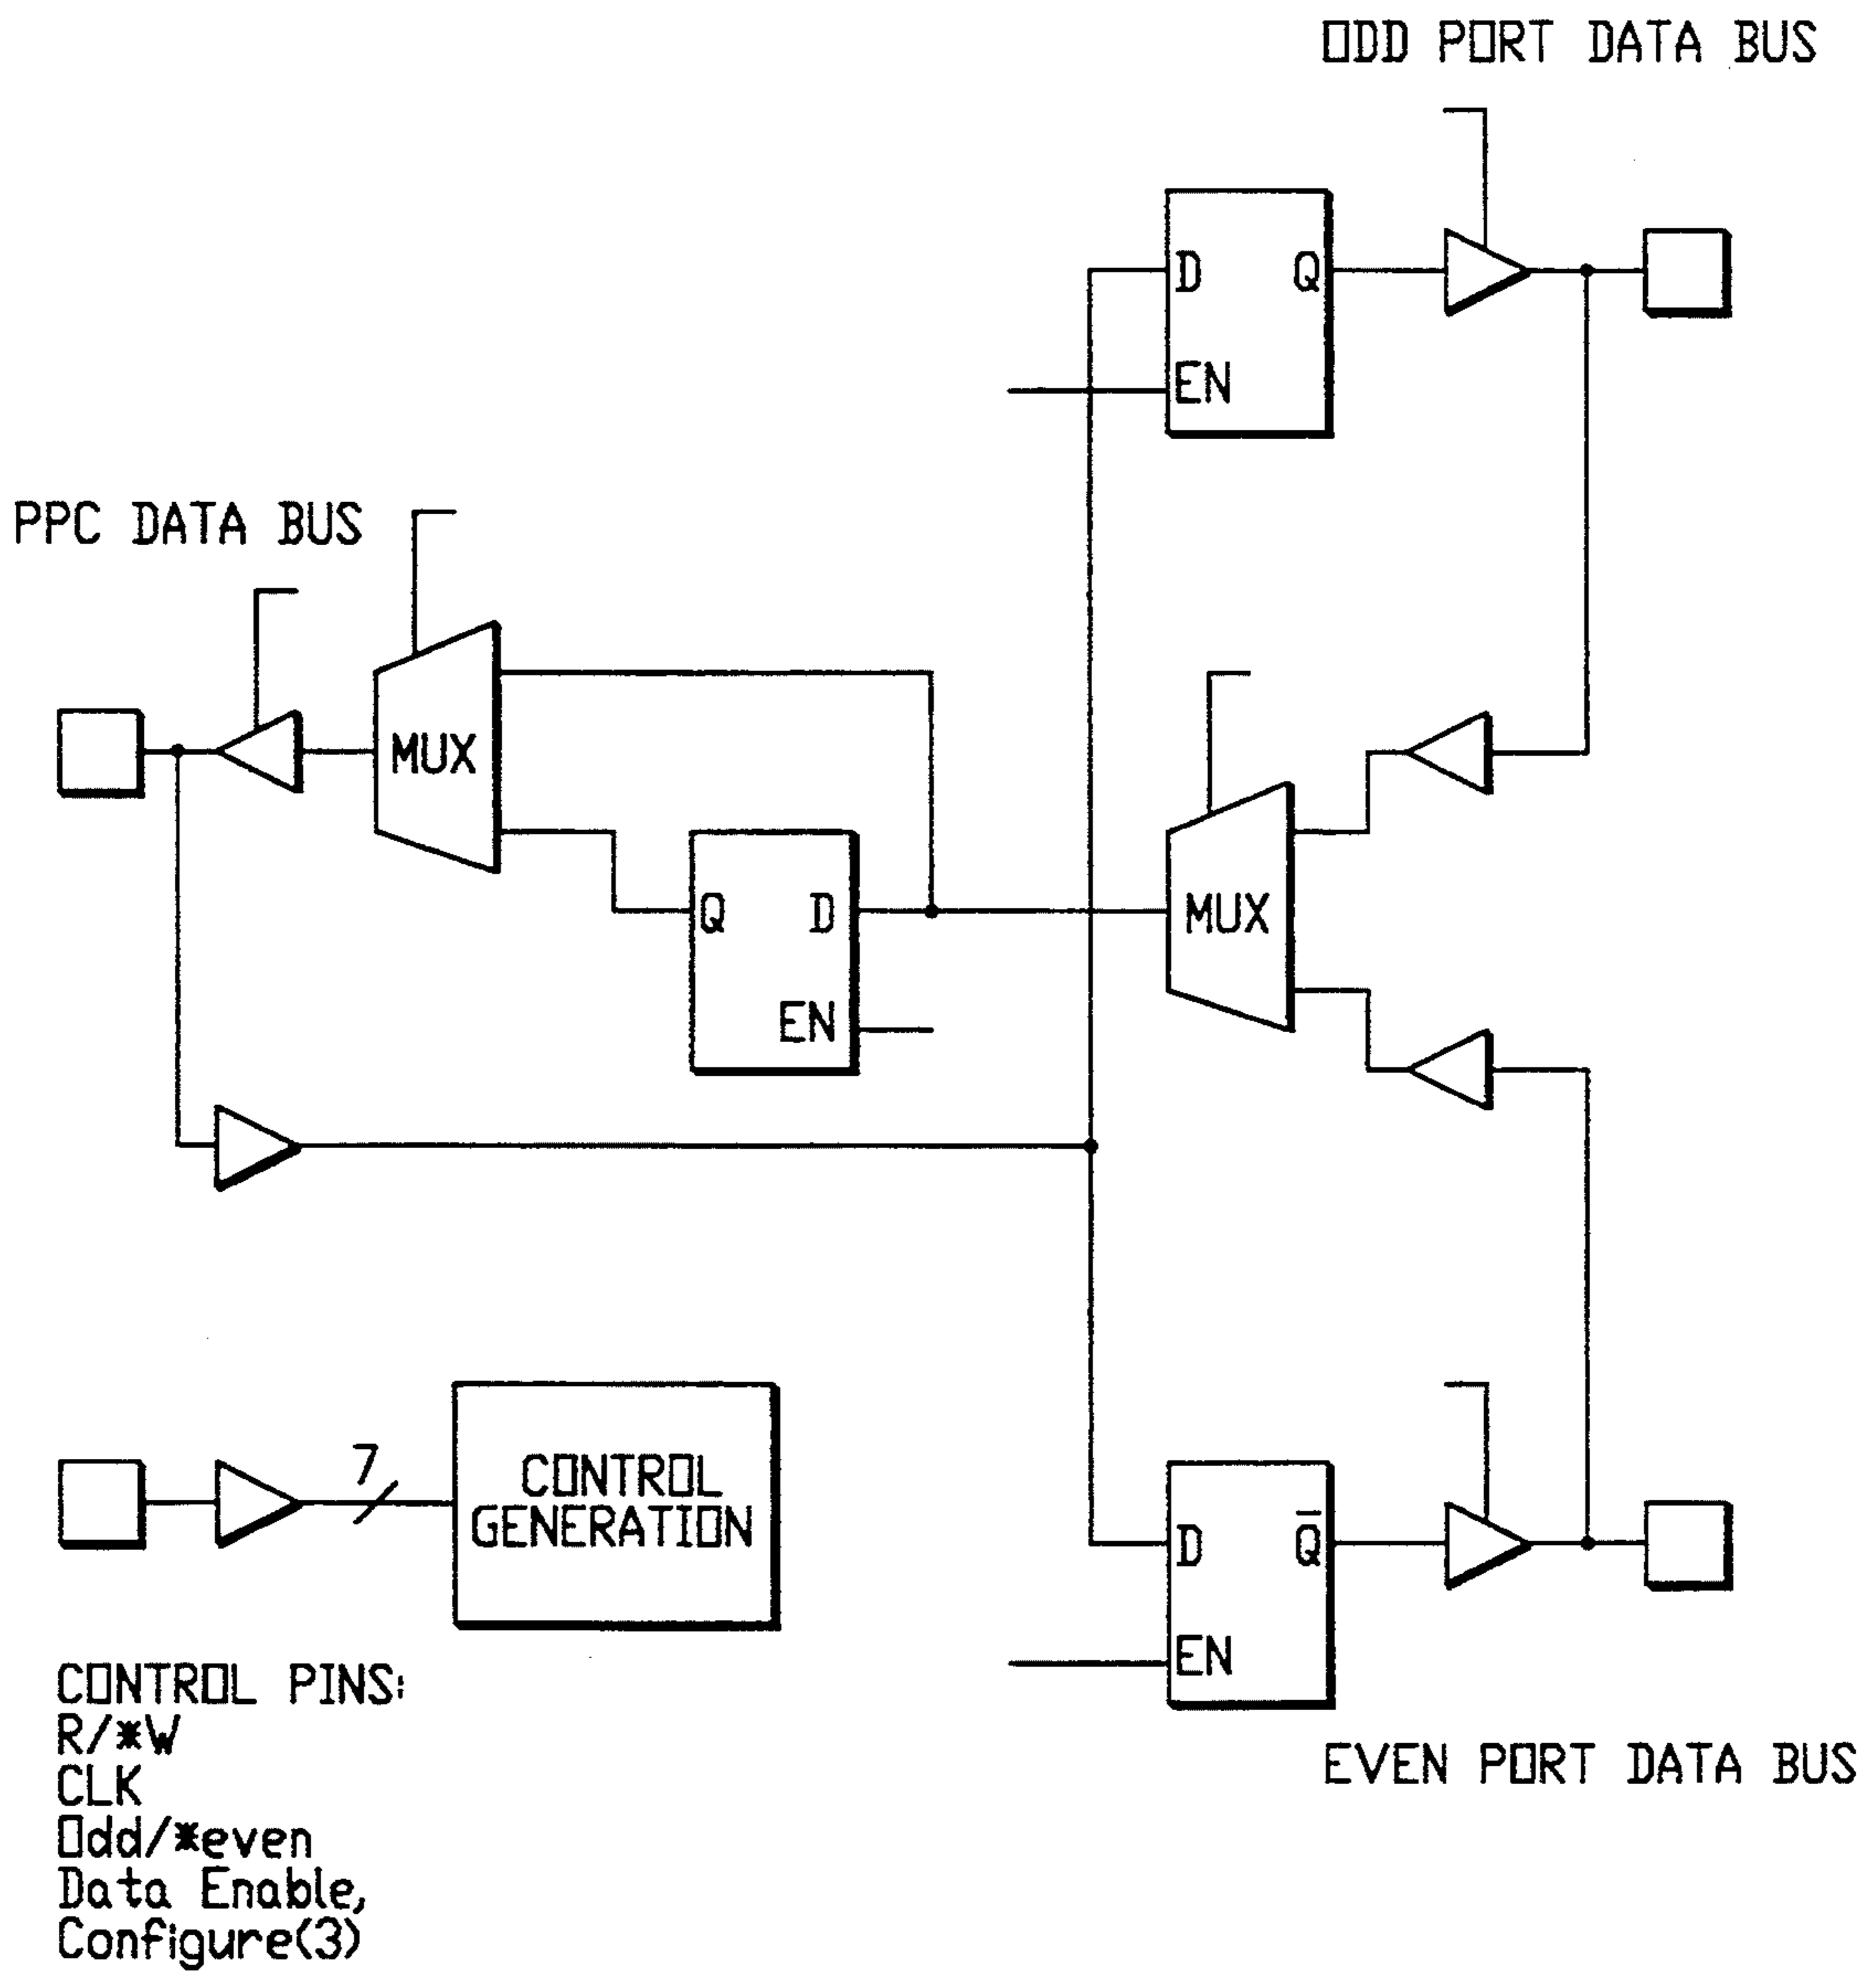 ODD PORT DATA BUS
D Q
EN
PPC DATA BUS
MUX
Q D
EN
MUX
7
CONTROL
GENERATION
D Q̅
EN
CONTROL PINS:
R/*W
CLK
Odd/*even
Data Enable,
Configure(3)
EVEN PORT DATA BUS